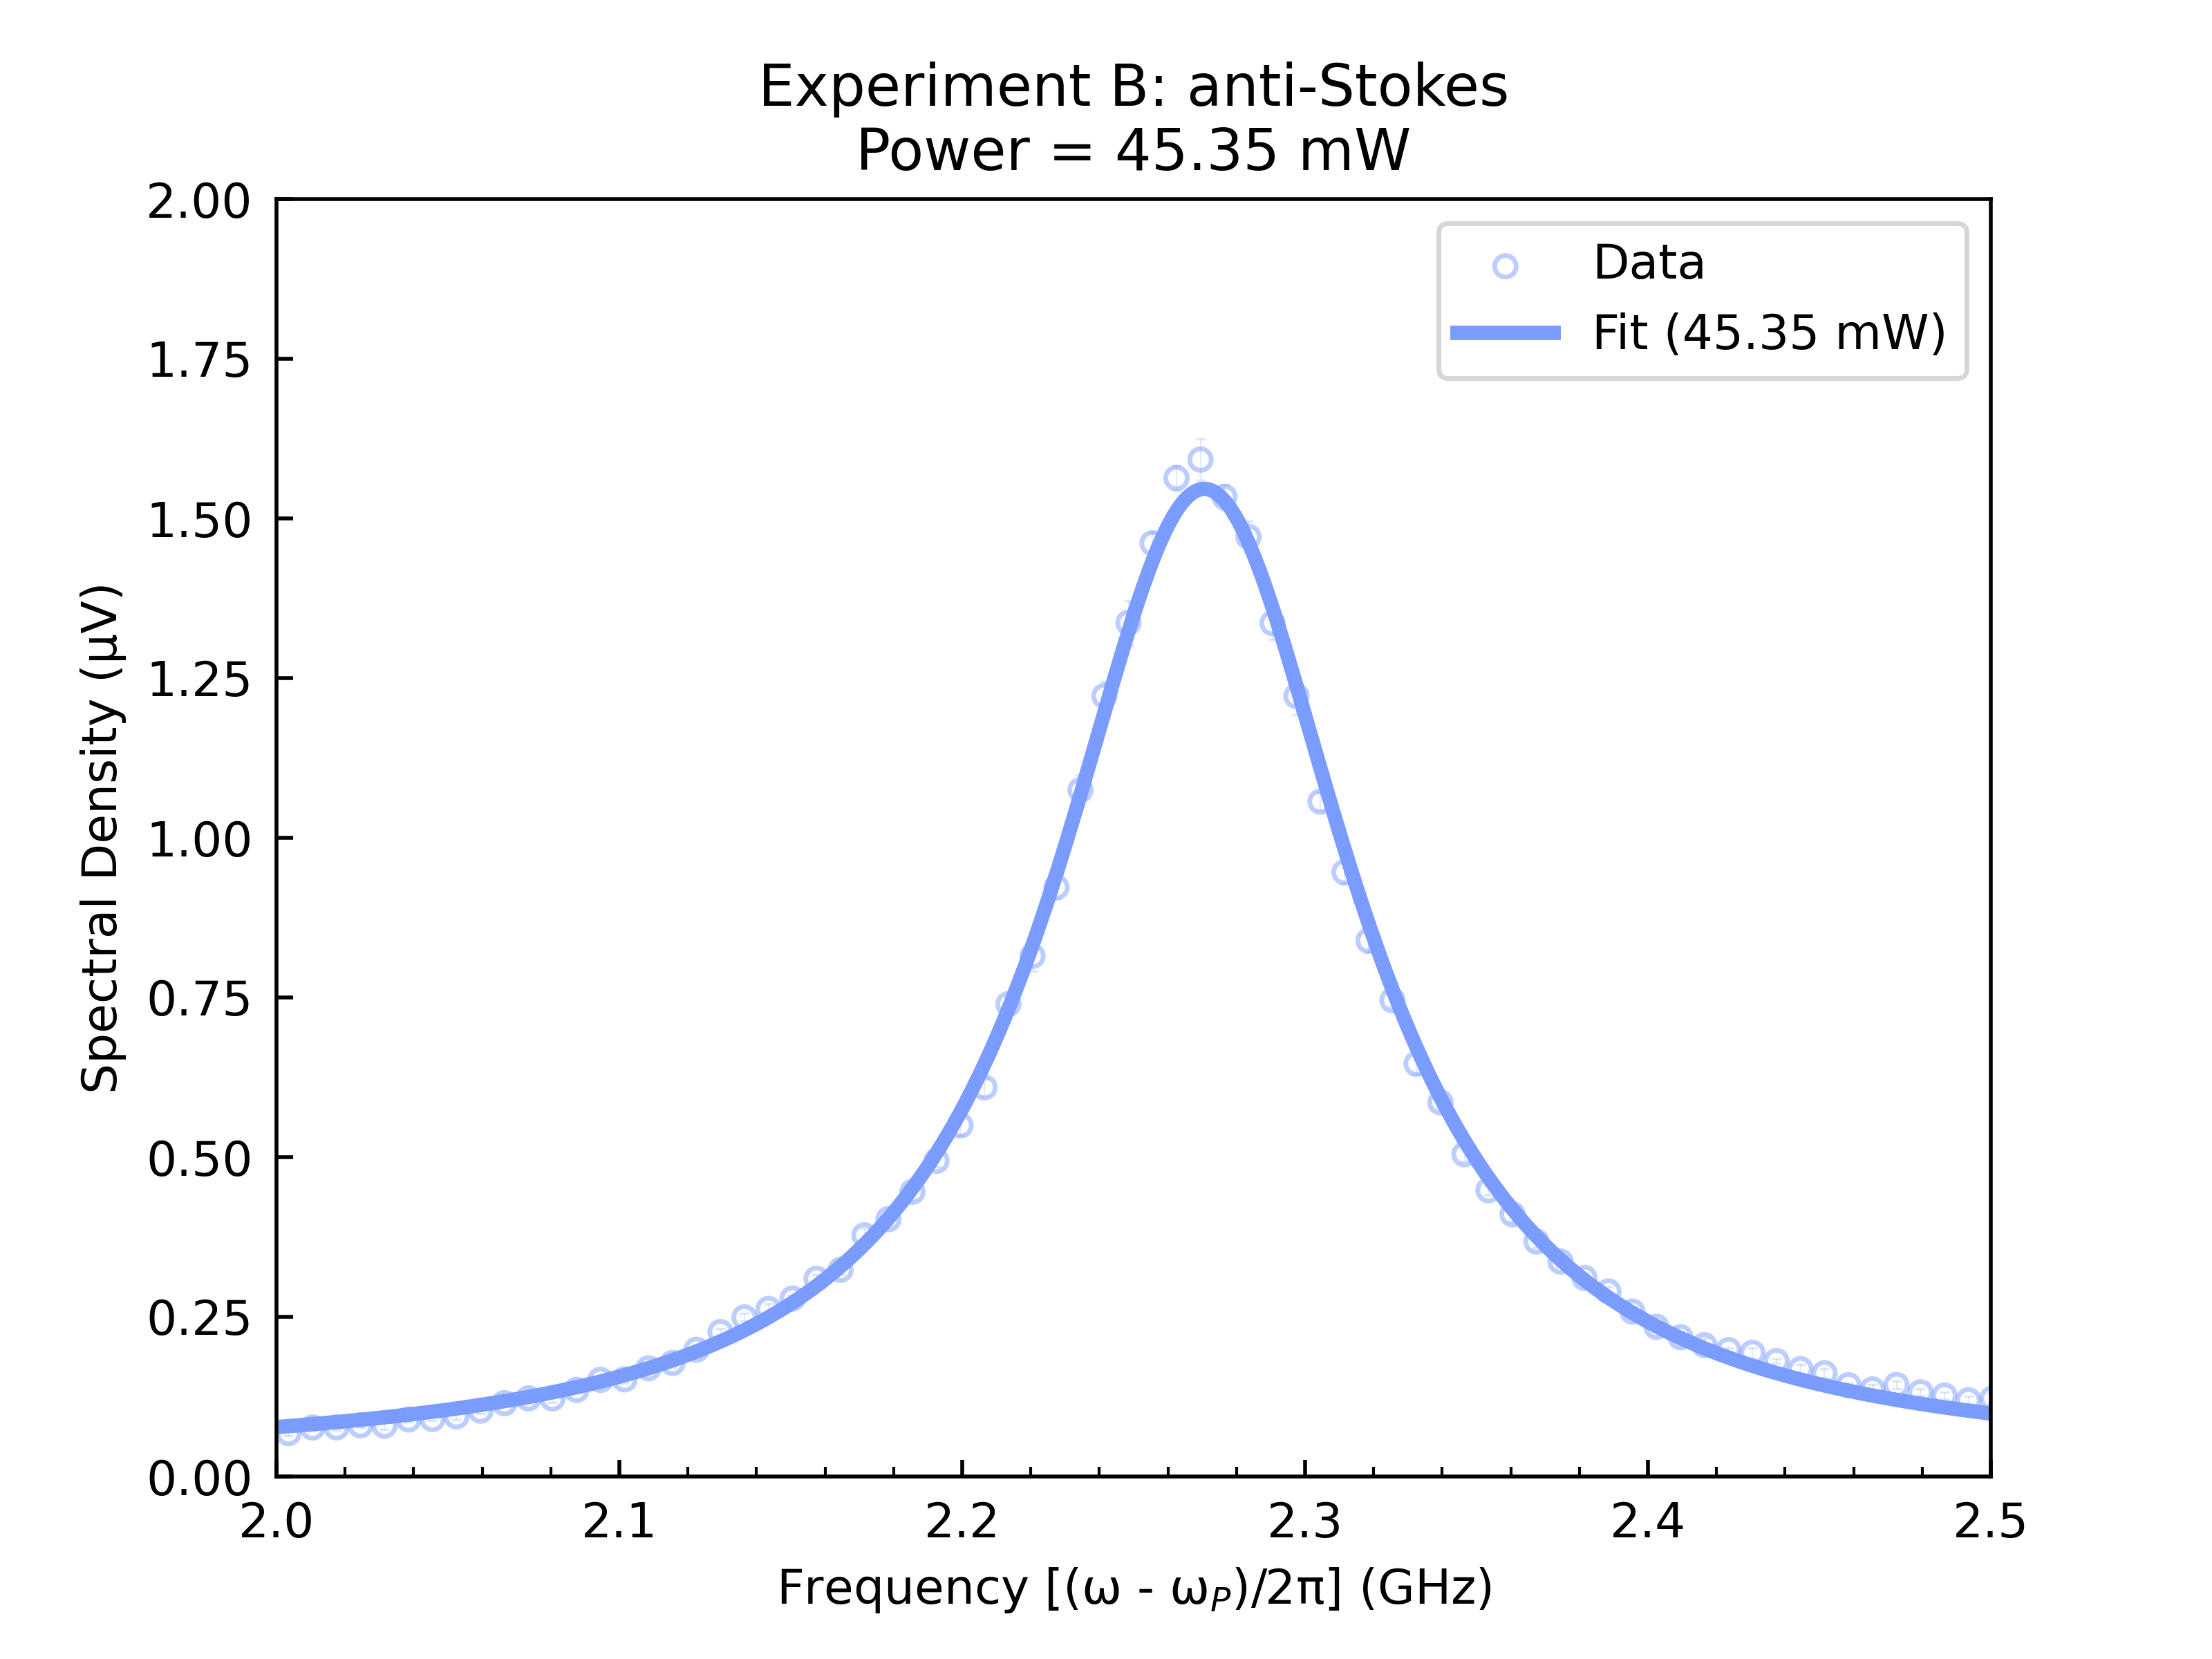 Experiment B: anti-Stokes
Power = 45.35 mW
Data
Fit (45.35 mW)
Spectral Density (µV)
2.00
1.75
1.50
1.25
1.00
0.75
0.50
0.25
0.00
2.0 2.1 2.2 2.3 2.4 2.5
Frequency [(ω - ω_P)/2π] (GHz)